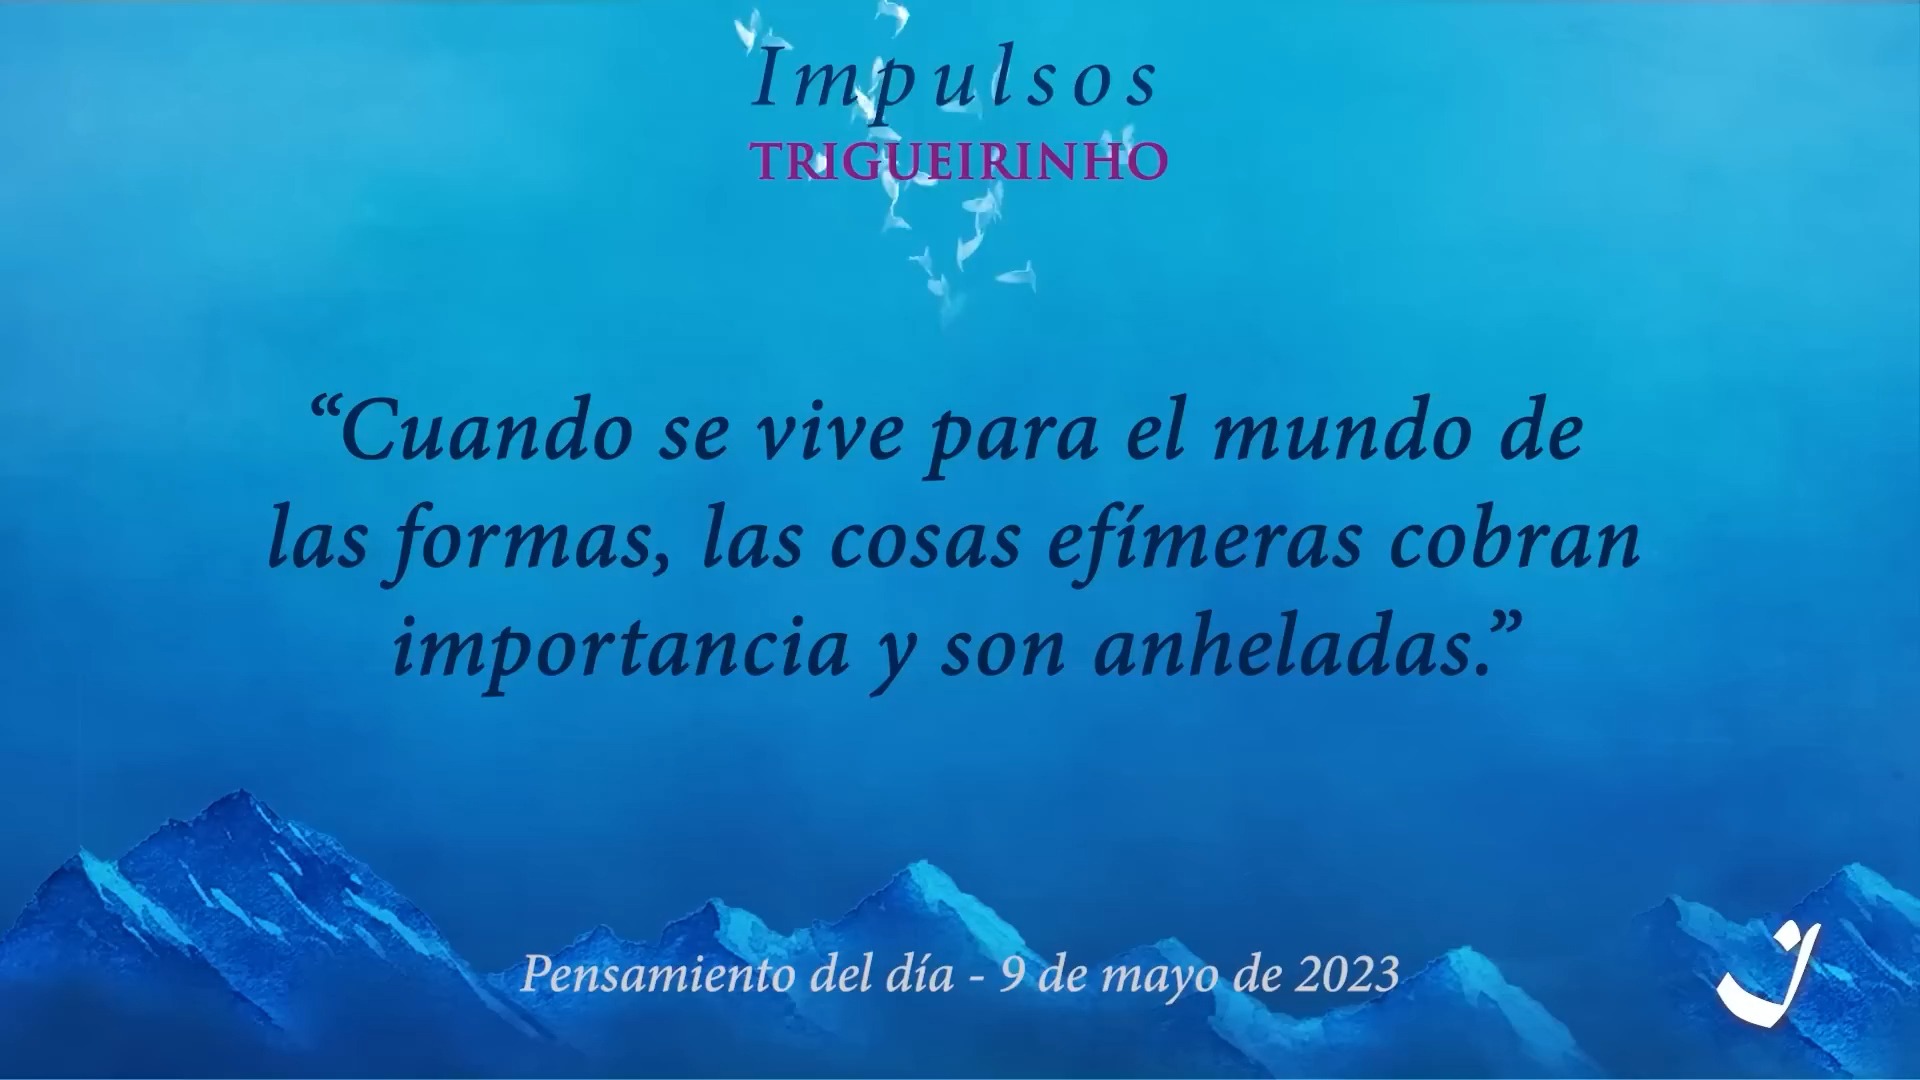 Impulsos
TRIGUEIRINHO
“Cuando se vive para el mundo de
las formas, las cosas efímeras cobran
importancia y son anheladas.”
Pensamiento del día - 9 de mayo de 2023